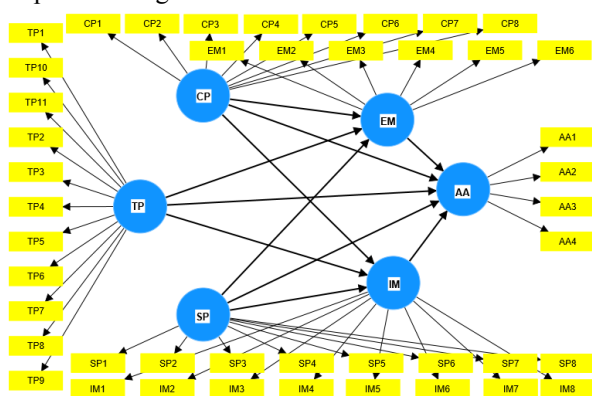 CP1 CP2 CP3 CP4 CP5 CP6 CP7 CP8
TP1
EM1 EM2 EM3 EM4 EM5 EM6
TP10
CP
TP11
EM
TP2
AA1
TP3
AA2
AA
TP4
TP
AA3
TP5
AA4
TP6
IM
TP7
SP
TP8
SP1 SP2 SP3 SP4 SP5 SP6 SP7 SP8
TP9
IM1 IM2 IM3 IM4 IM5 IM6 IM7 IM8